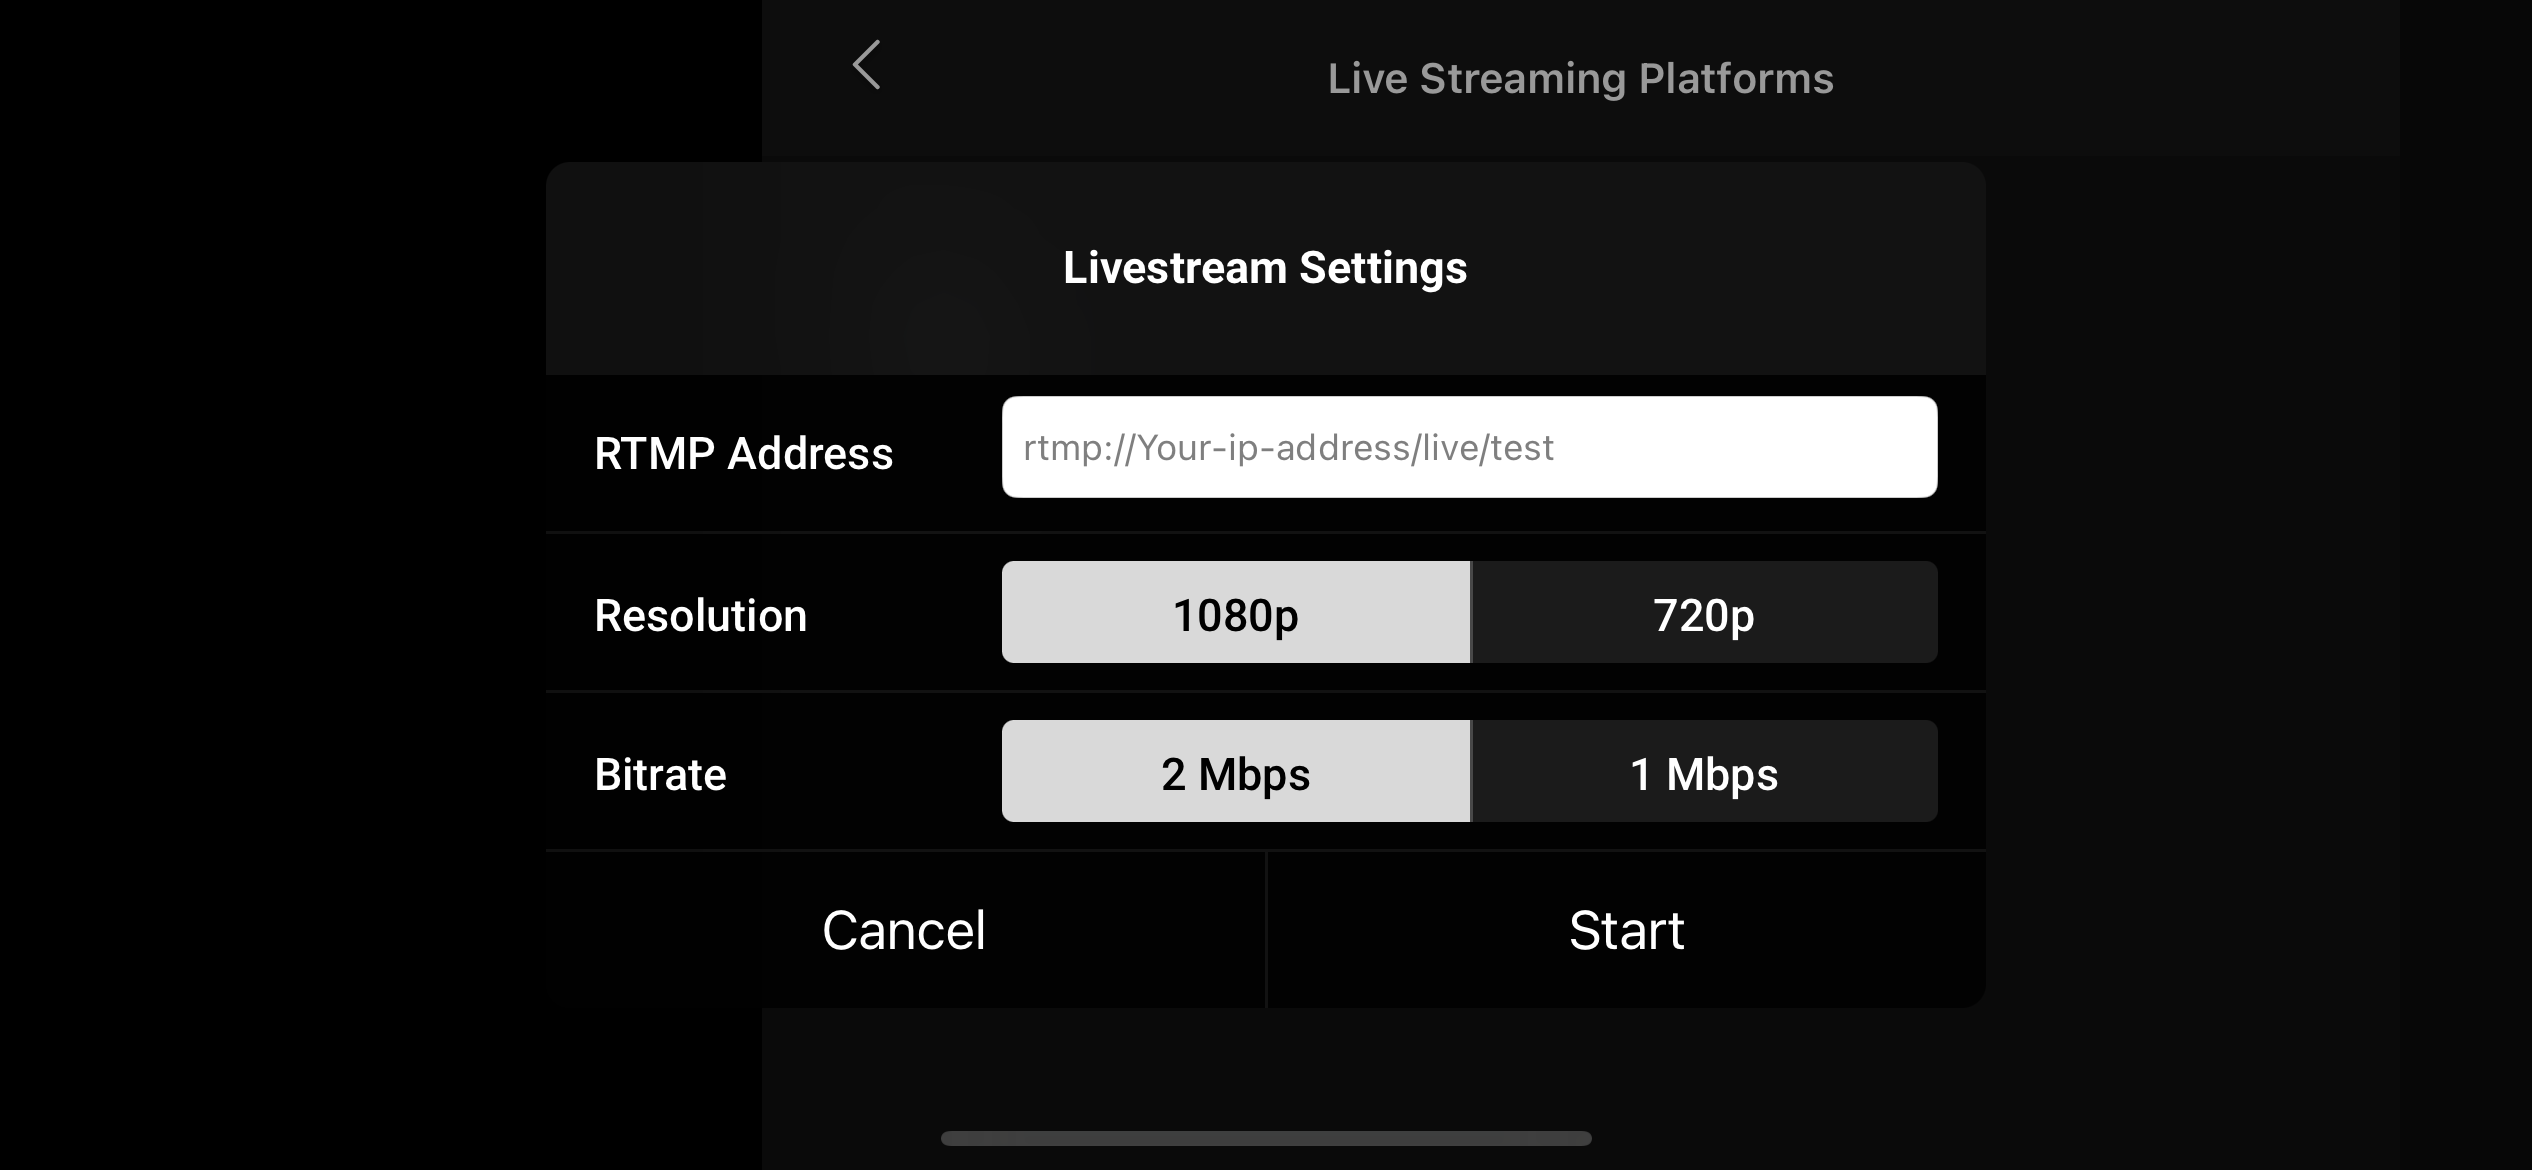 Live Streaming Platforms
Livestream Settings
RTMP Address
rtmp://Your-ip-address/live/test
Resolution
1080p
720p
Bitrate
2 Mbps
1 Mbps
Cancel
Start